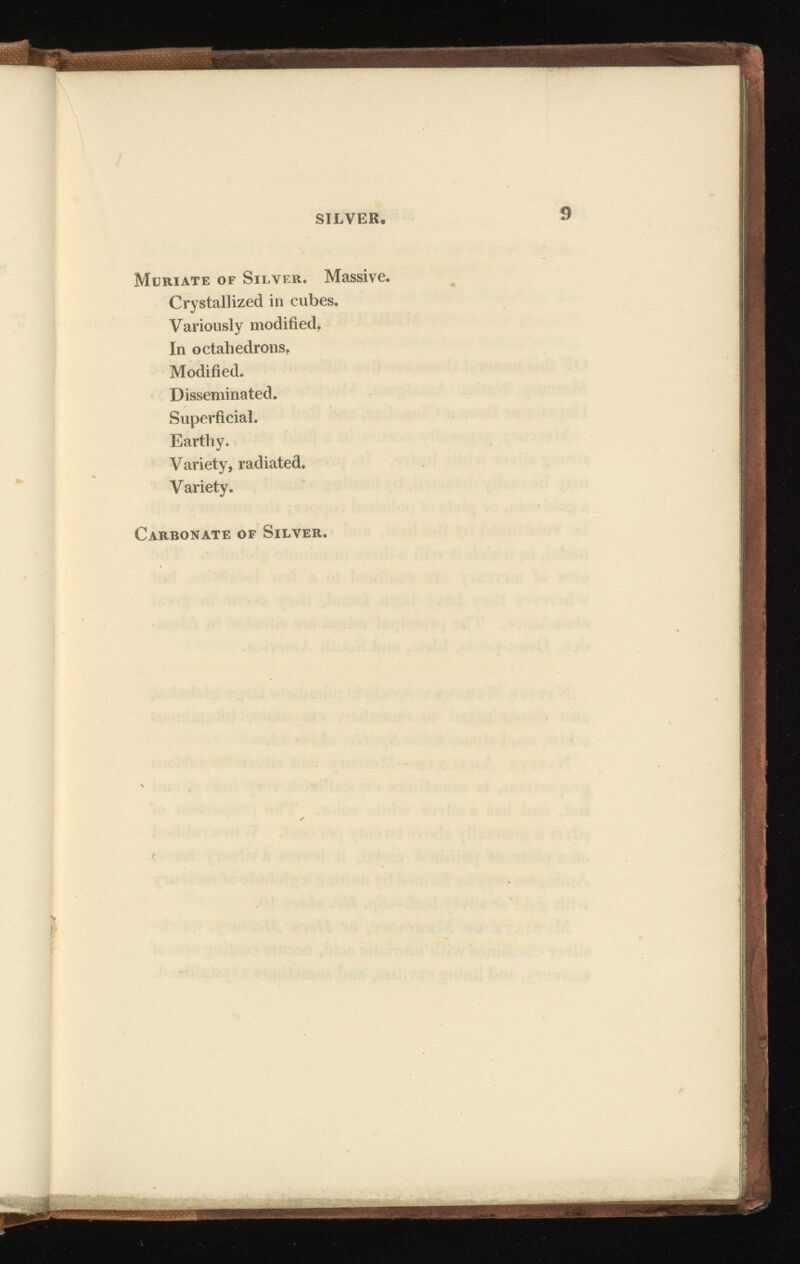 SILVER. 9
MURIATE OF SILVER. Massive.
Crystallized in cubes.
Variously modified,
In octahedrons,
Modified.
Disseminated.
Superficial.
Earthy.
Variety, radiated.
Variety.
CARBONATE OF SILVER.